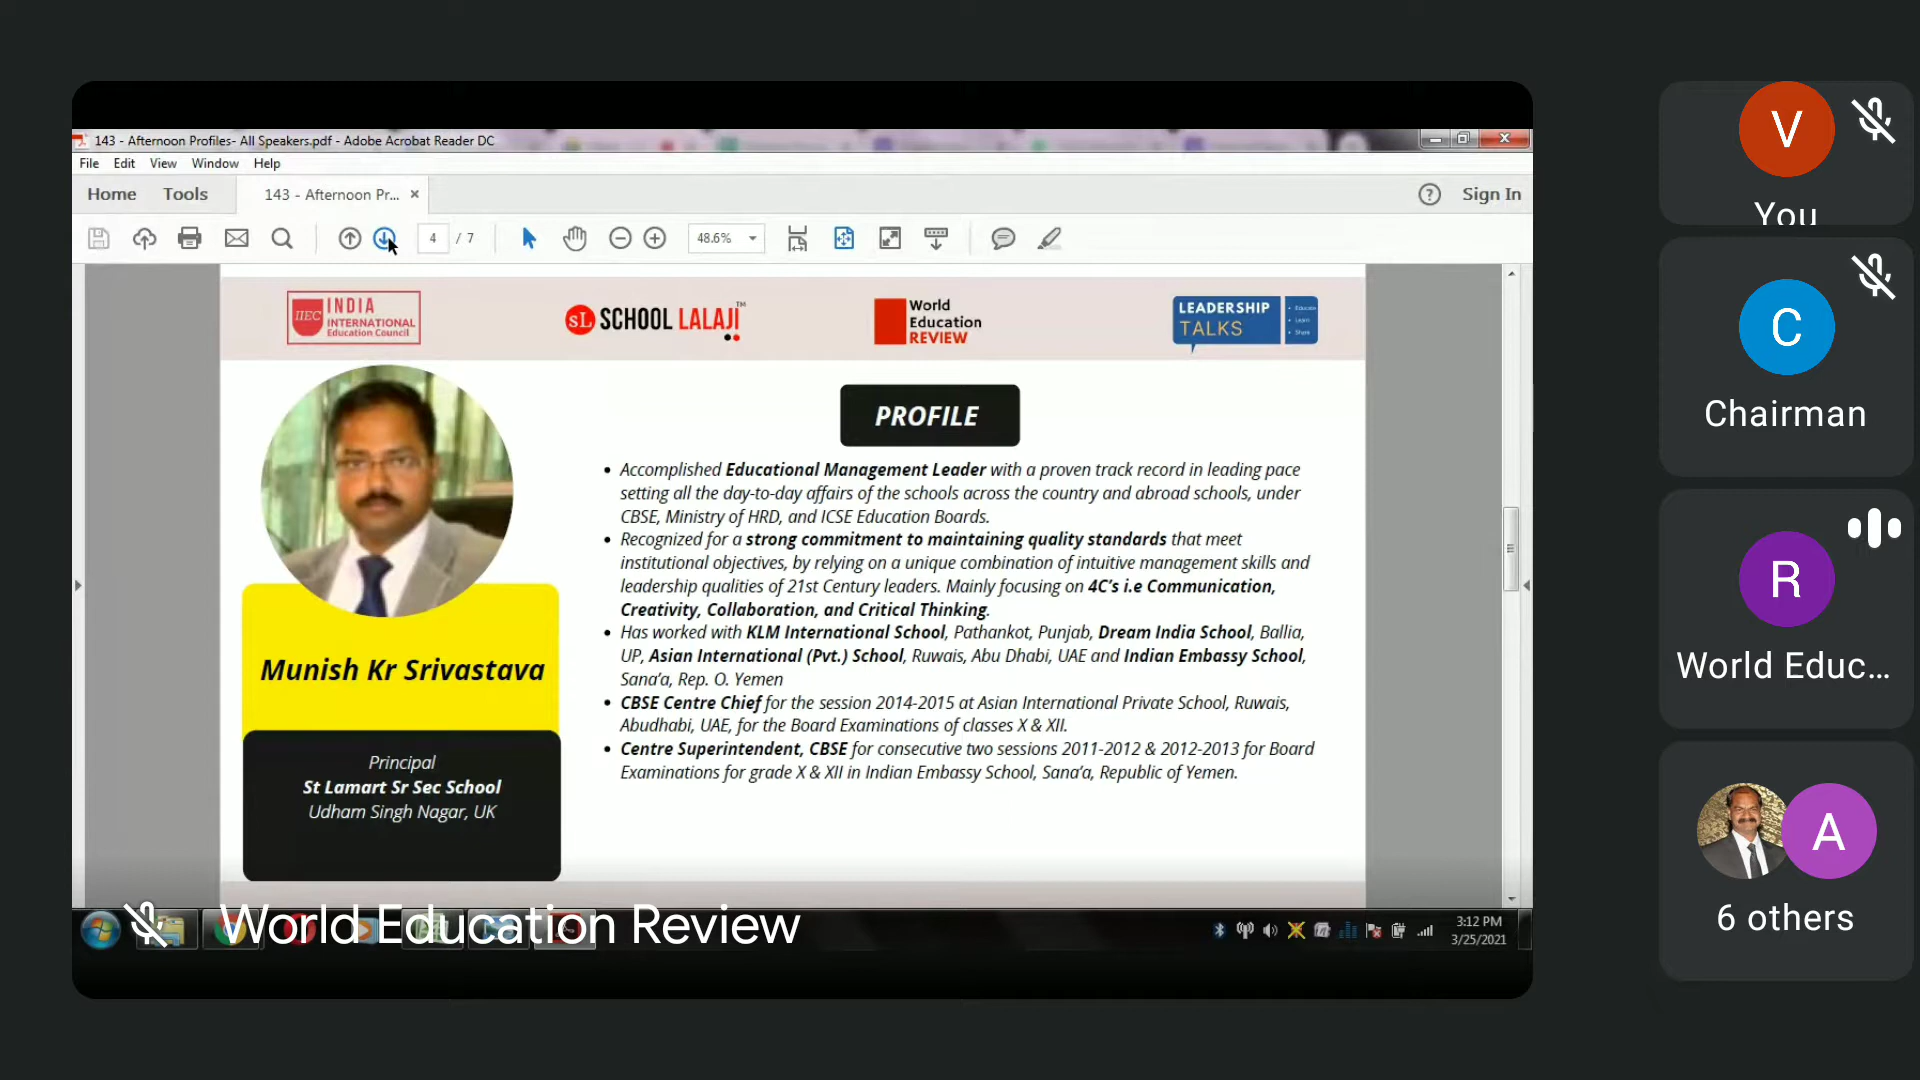 143 - Afternoon Profiles- All Speakers.pdf - Adobe Acrobat Reader DC
File Edit View Window Help
Home Tools 143 - Afternoon Pr... Sign In
4 / 7 48.6%
IIEC INDIA INTERNATIONAL Education Council
sL SCHOOL LALAJI™
World Education REVIEW
LEADERSHIP TALKS Educate Learn Share
PROFILE
• Accomplished Educational Management Leader with a proven track record in leading pace
setting all the day-to-day affairs of the schools across the country and abroad schools, under
CBSE, Ministry of HRD, and ICSE Education Boards.
• Recognized for a strong commitment to maintaining quality standards that meet
institutional objectives, by relying on a unique combination of intuitive management skills and
leadership qualities of 21st Century leaders. Mainly focusing on 4C's i.e Communication,
Creativity, Collaboration, and Critical Thinking.
• Has worked with KLM International School, Pathankot, Punjab, Dream India School, Ballia,
UP, Asian International (Pvt.) School, Ruwais, Abu Dhabi, UAE and Indian Embassy School,
Sana'a, Rep. O. Yemen
• CBSE Centre Chief for the session 2014-2015 at Asian International Private School, Ruwais,
Abudhabi, UAE, for the Board Examinations of classes X & XII.
• Centre Superintendent, CBSE for consecutive two sessions 2011-2012 & 2012-2013 for Board
Examinations for grade X & XII in Indian Embassy School, Sana'a, Republic of Yemen.
Munish Kr Srivastava
Principal
St Lamart Sr Sec School
Udham Singh Nagar, UK
World Education Review
3:12 PM
3/25/2021
V
You
C
Chairman
R
World Educ...
A
6 others